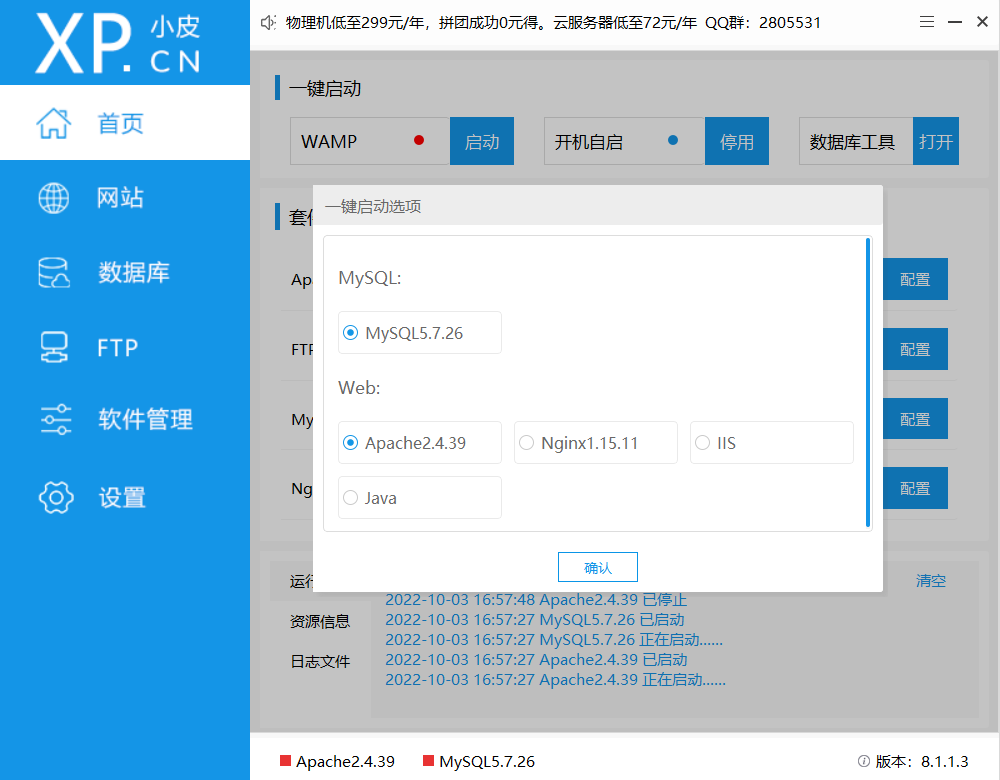 XP.CN 小皮
物理机低至299元/年，拼团成功0元得。云服务器低至72元/年 QQ群：2805531
首页
网站
数据库
FTP
软件管理
设置
一键启动
WAMP 启动 开机自启 停用 数据库工具 打开
套
一键启动选项
Ap 配置
FTP 配置
My 配置
Ng 配置
MySQL:
MySQL5.7.26
Web:
Apache2.4.39 Nginx1.15.11 IIS
Java
确认
运行 清空
资源信息
日志文件
2022-10-03 16:57:48 Apache2.4.39 已停止
2022-10-03 16:57:27 MySQL5.7.26 已启动
2022-10-03 16:57:27 MySQL5.7.26 正在启动......
2022-10-03 16:57:27 Apache2.4.39 已启动
2022-10-03 16:57:27 Apache2.4.39 正在启动......
Apache2.4.39 MySQL5.7.26 版本：8.1.1.3